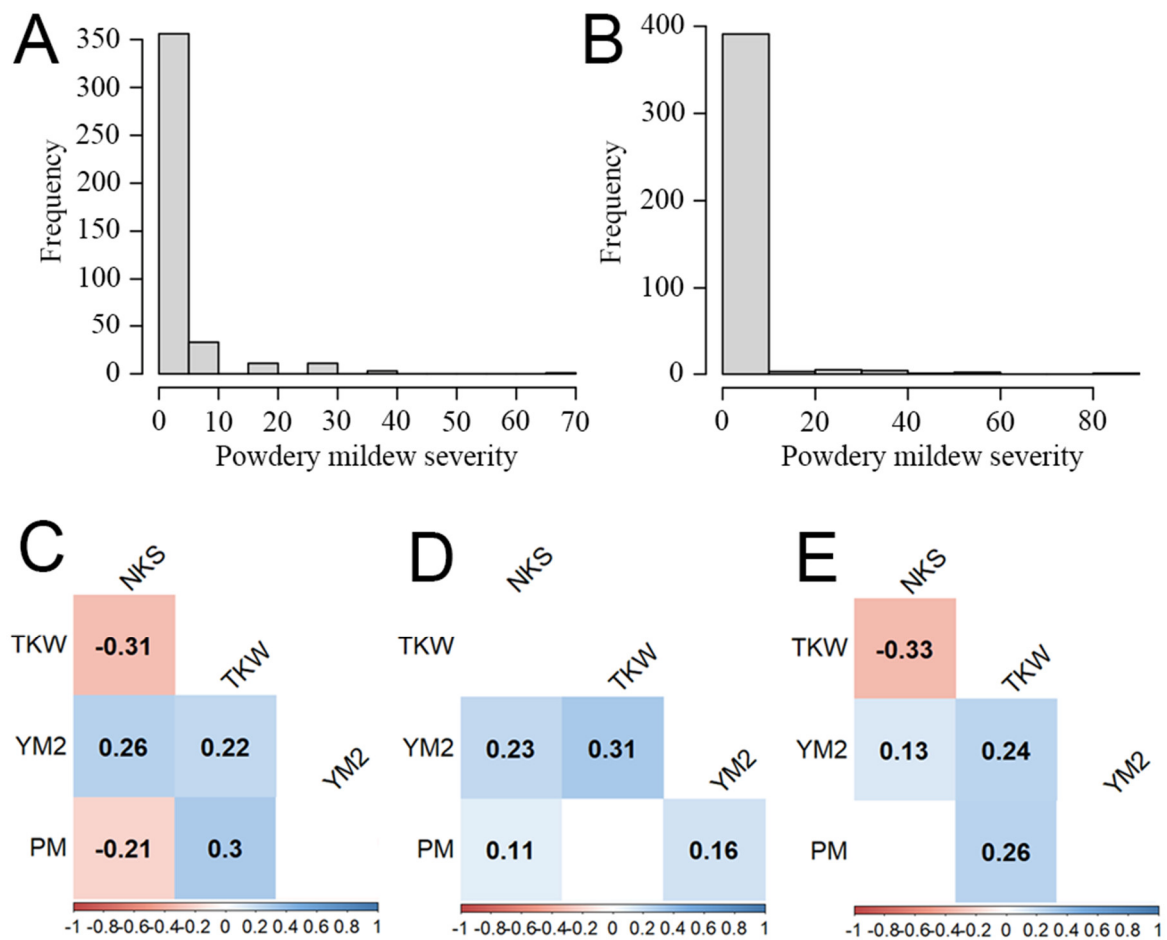 A
350
300
250
200
150
100
50
0
Frequency
0 10 20 30 40 50 60 70
Powdery mildew severity
B
400
300
200
100
0
Frequency
0 20 40 60 80
Powdery mildew severity
C
NKS
TKW -0.31
TKW
YM2 0.26 0.22
YM2
PM -0.21 0.3
-1 -0.8 -0.6 -0.4 -0.2 0 0.2 0.4 0.6 0.8 1
D
NKS
TKW
TKW
YM2 0.23 0.31
YM2
PM 0.11 0.16
-1 -0.8 -0.6 -0.4 -0.2 0 0.2 0.4 0.6 0.8 1
E
NKS
TKW -0.33
TKW
YM2 0.13 0.24
YM2
PM 0.26
-1 -0.8 -0.6 -0.4 -0.2 0 0.2 0.4 0.6 0.8 1